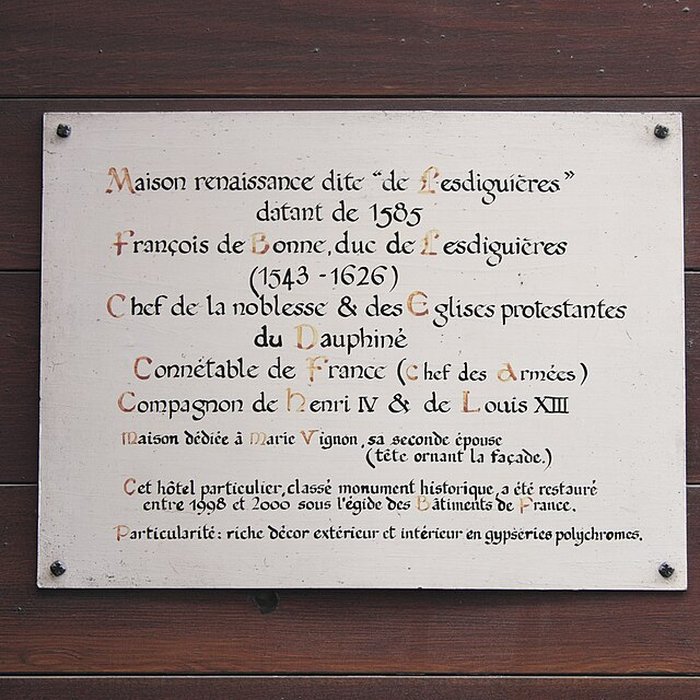 Maison renaissance dite "de Lesdiguières"
datant de 1585
François de Bonne, duc de Lesdiguières
(1543 - 1626)
Chef de la noblesse & des Eglises protestantes
du Dauphiné
Connétable de France (Chef des Armées)
Compagnon de Henri IV & de Louis XIII
Maison dédiée à Marie Vignon, sa seconde épouse
(tête ornant la façade.)
Cet hôtel particulier, classé monument historique, a été restauré
entre 1998 et 2000 sous l'égide des Bâtiments de France.
Particularité : riche décor extérieur et intérieur en gypseries polychromes.